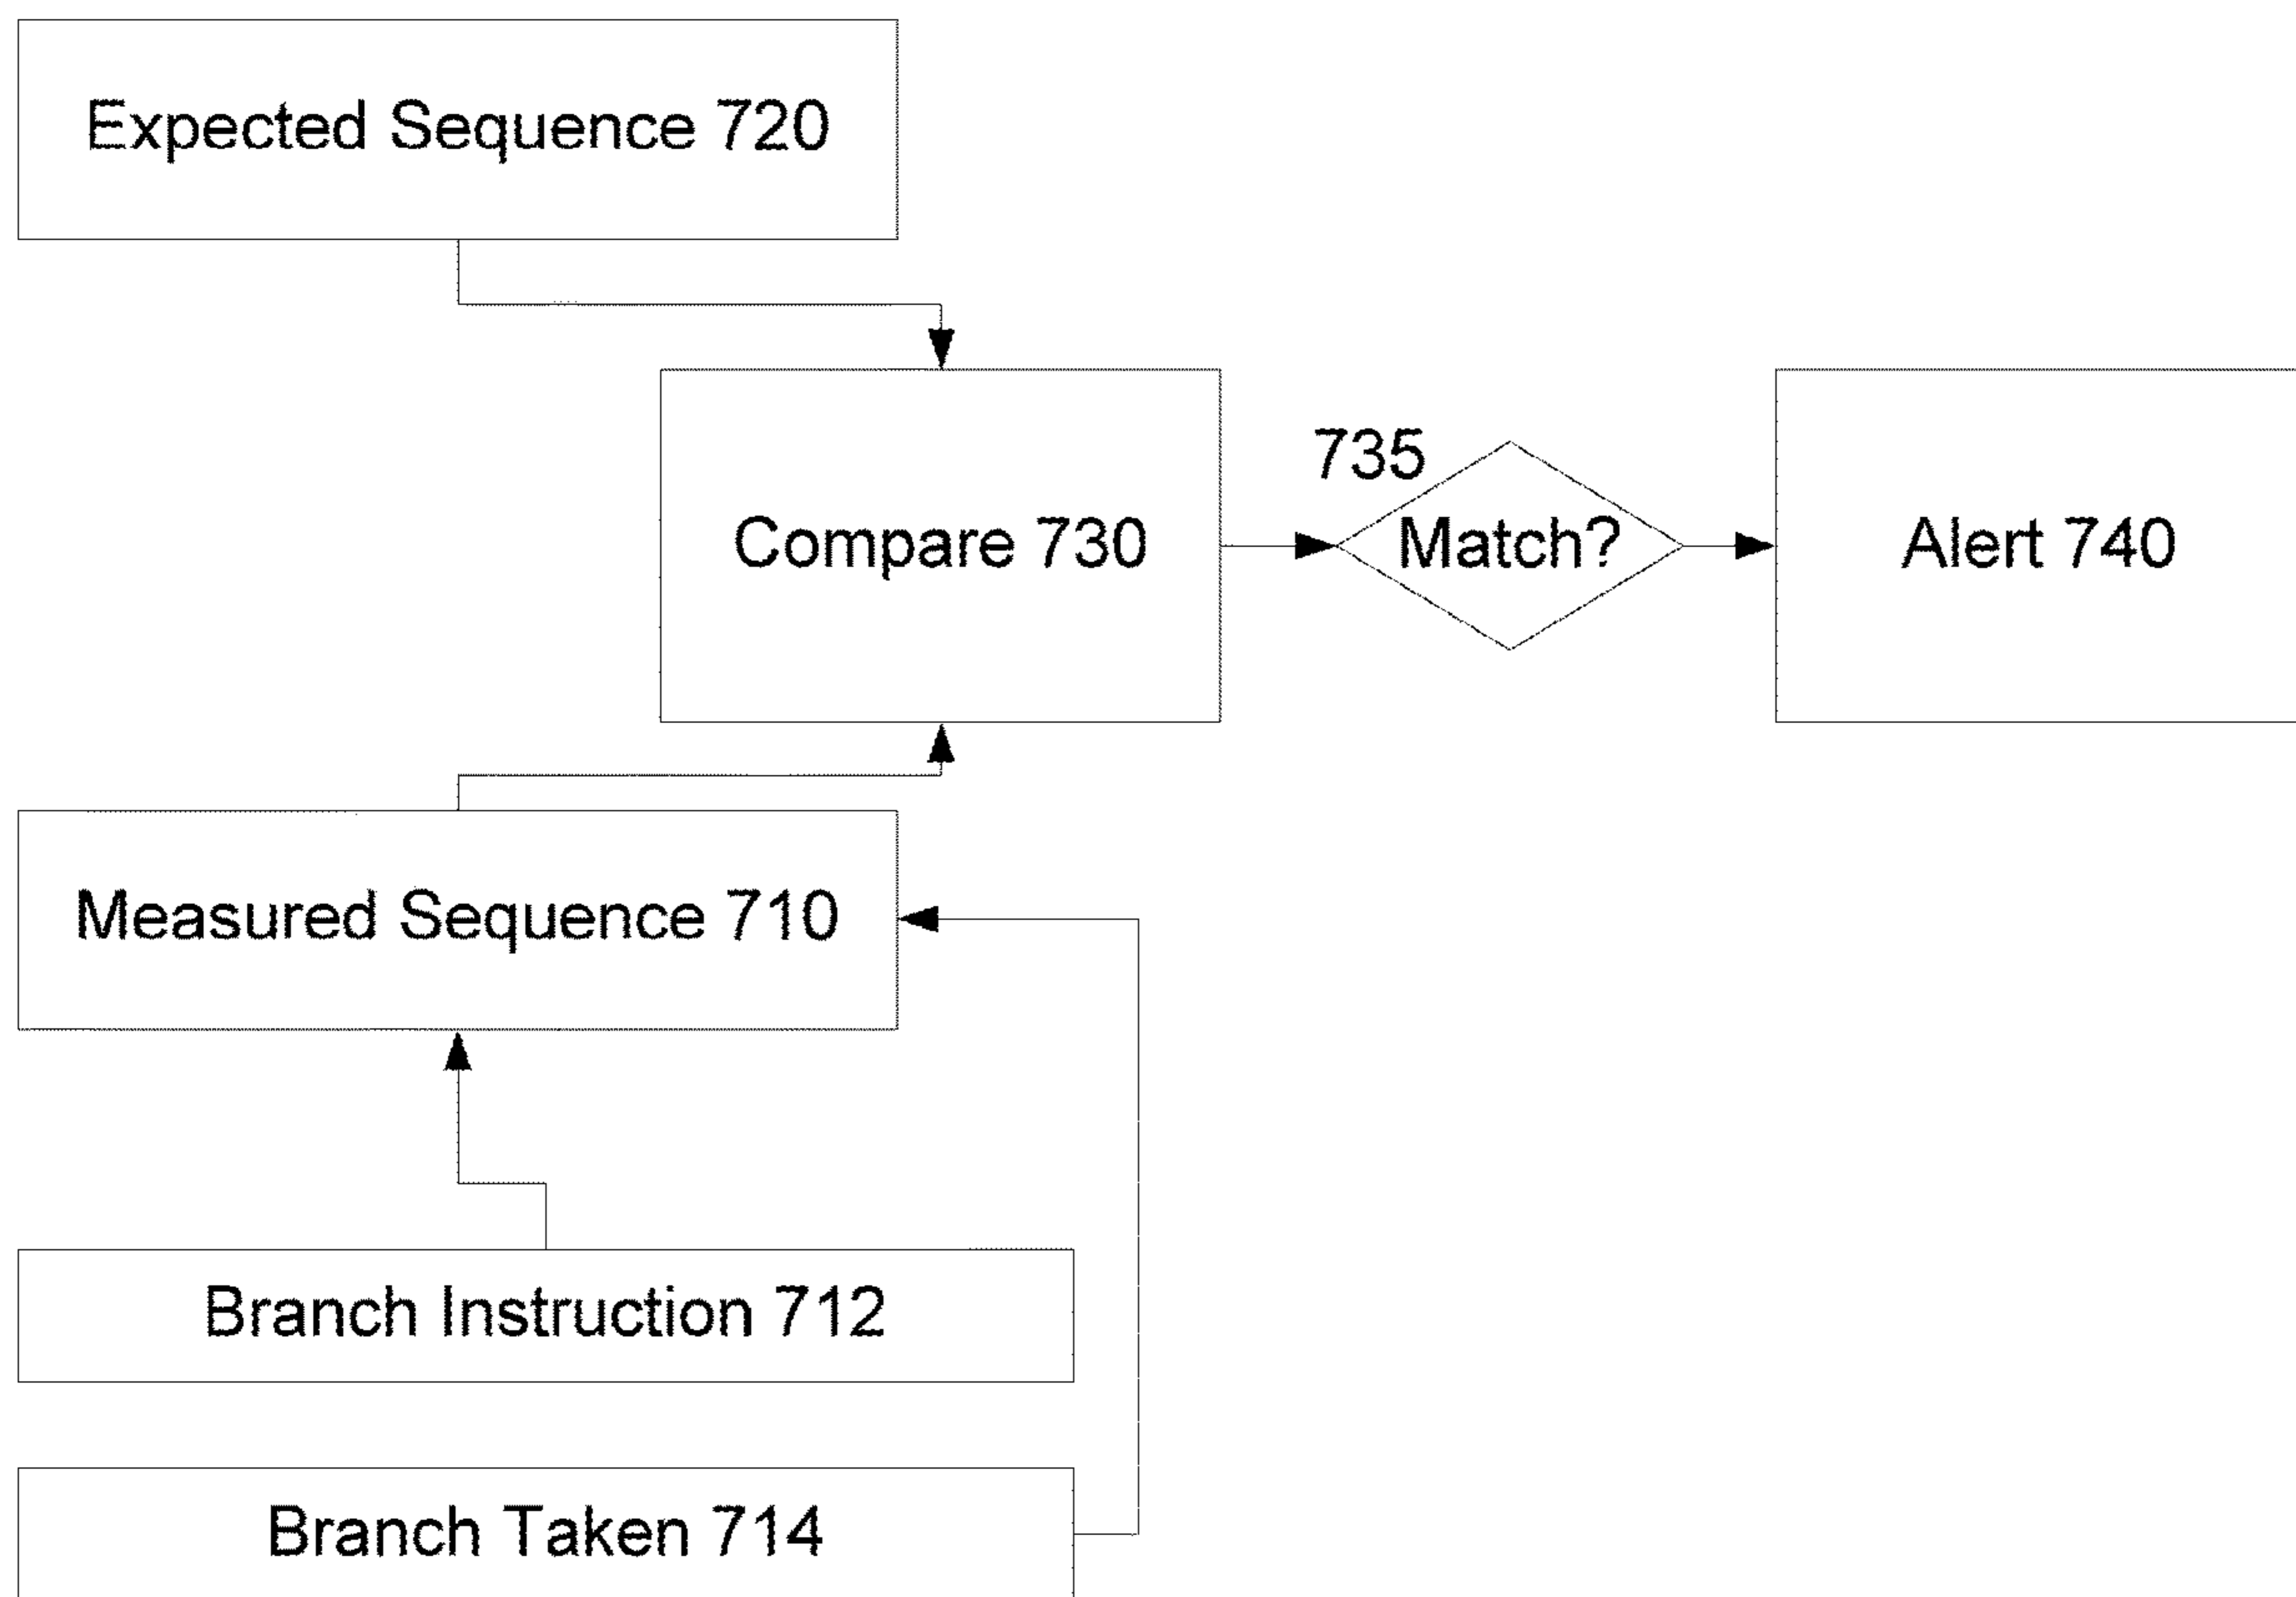 Expected Sequence 720
735
Compare 730
Match?
Alert 740
Measured Sequence 710
Branch Instruction 712
Branch Taken 714